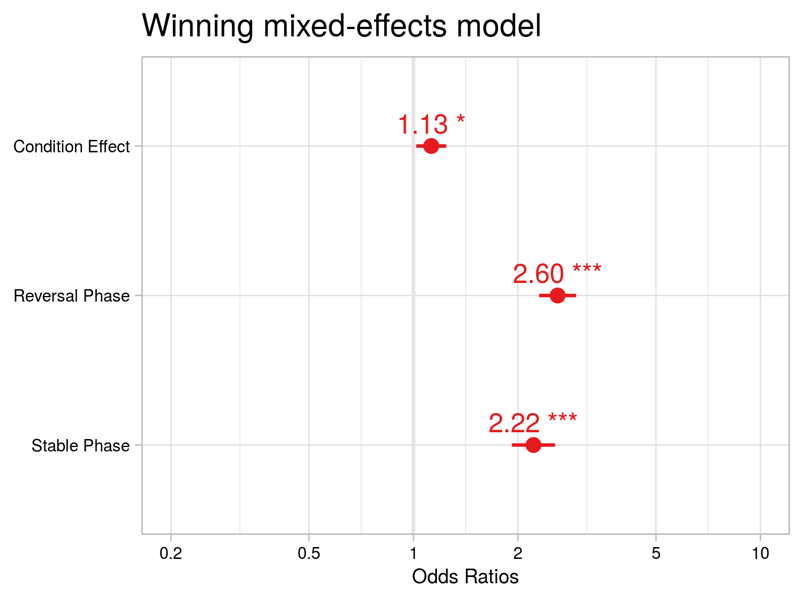 Winning mixed-effects model
1.13 *
Condition Effect
2.60 ***
Reversal Phase
2.22 ***
Stable Phase
0.2 0.5 1 2 5 10
Odds Ratios